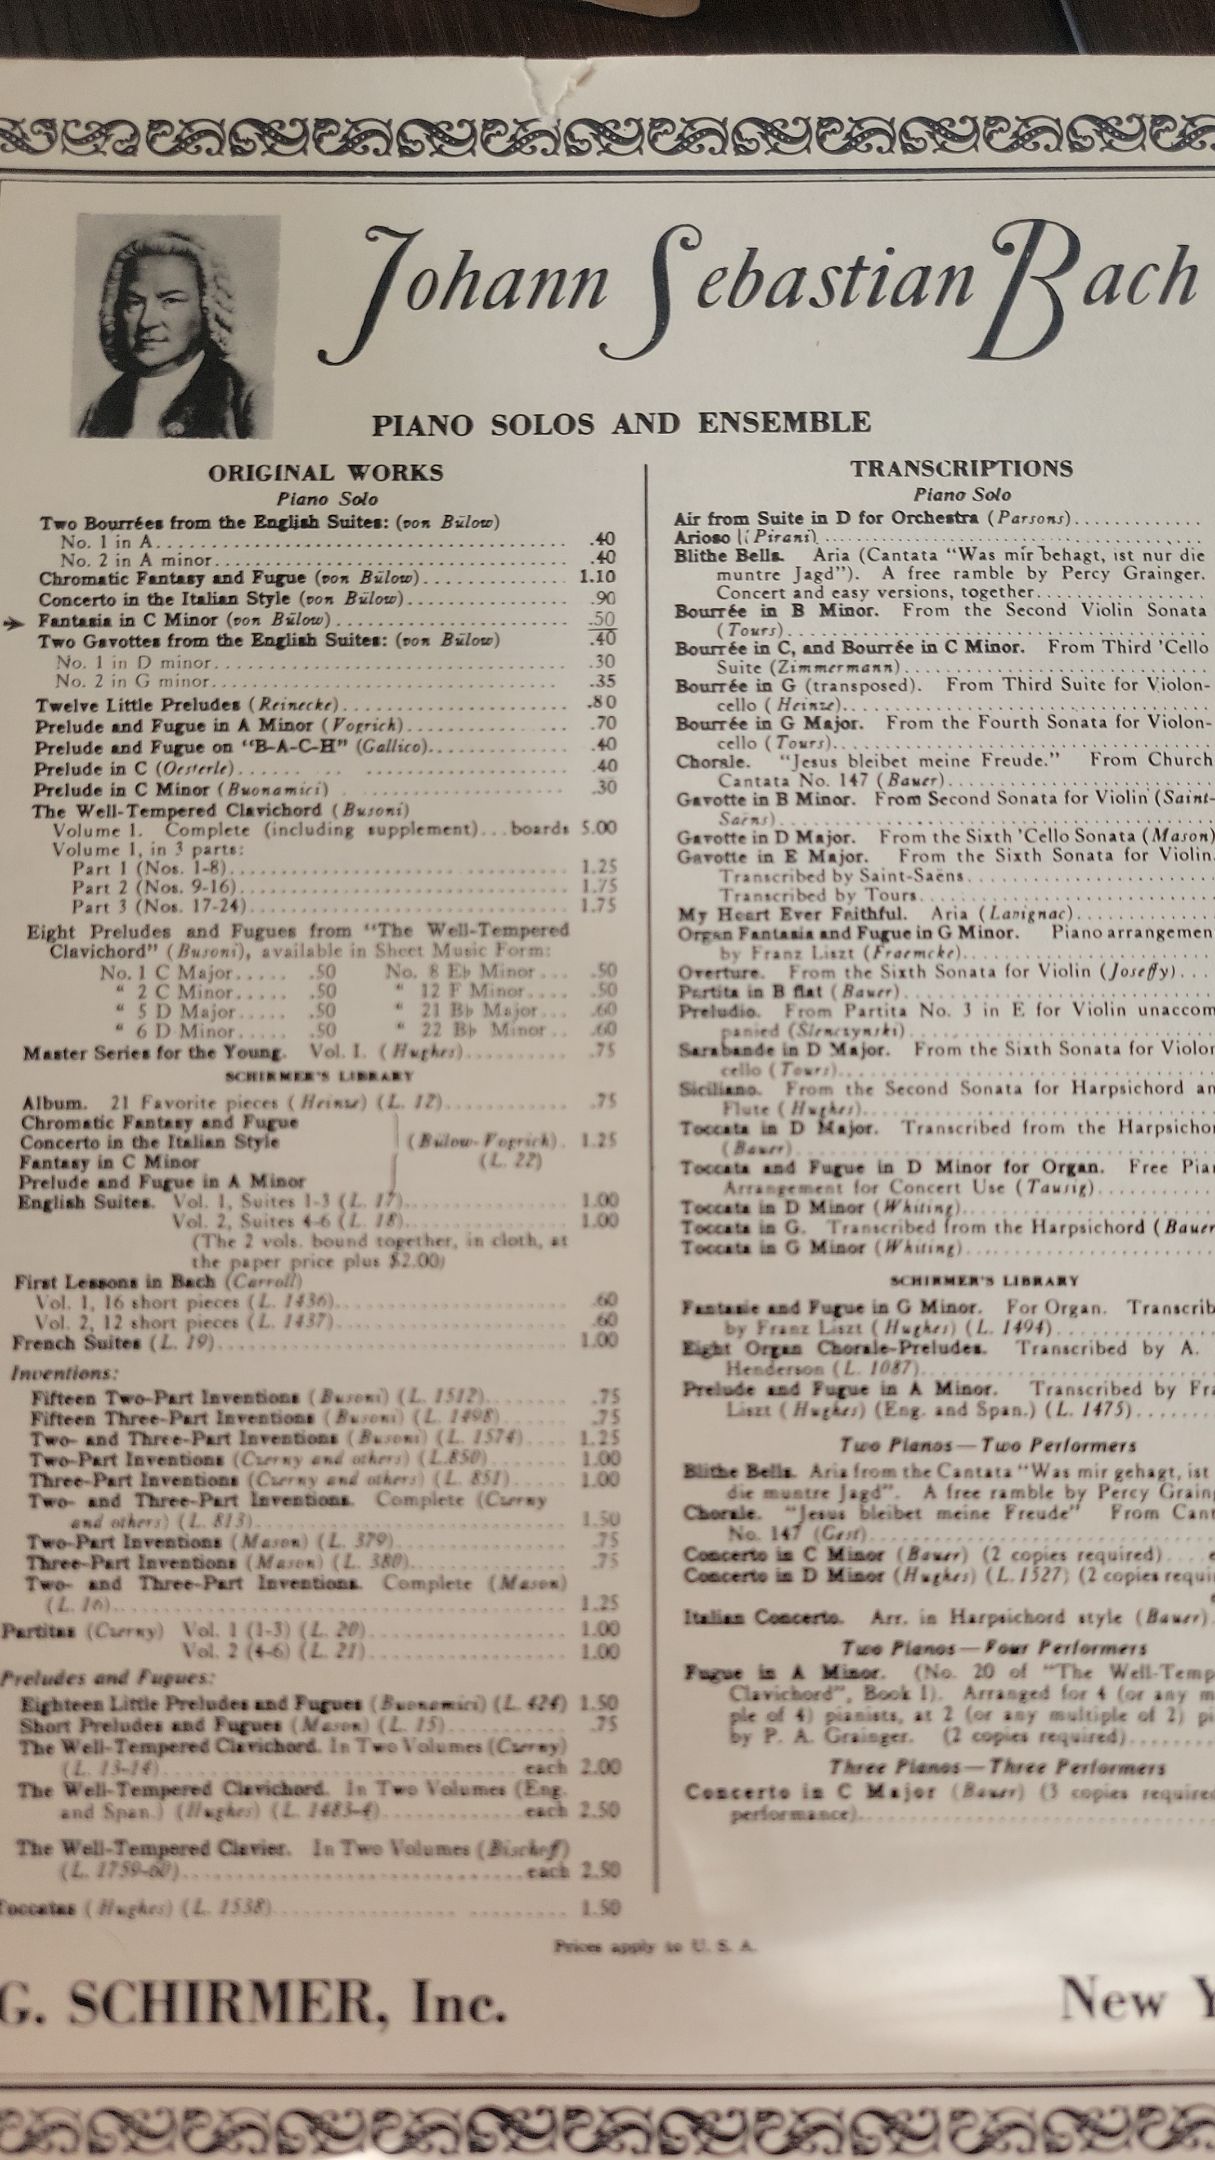 Johann Sebastian Bach
PIANO SOLOS AND ENSEMBLE
ORIGINAL WORKS
Piano Solo
Two Bourrées from the English Suites: (von Bülow)
No. 1 in A.................... .40
No. 2 in A minor.................... .40
Chromatic Fantasy and Fugue (von Bülow).................... 1.10
Concerto in the Italian Style (von Bülow).................... .90
Fantasia in C Minor (von Bülow).................... .50
Two Gavottes from the English Suites: (von Bülow) .40
No. 1 in D minor.................... .30
No. 2 in G minor.................... .35
Twelve Little Preludes (Reinecke).................... .80
Prelude and Fugue in A Minor (Vogrich).................... .70
Prelude and Fugue on "B-A-C-H" (Gallico).................... .40
Prelude in C (Oesterle).................... .40
Prelude in C Minor (Buonamici).................... .30
The Well-Tempered Clavichord (Busoni)
Volume 1. Complete (including supplement)...boards 5.00
Volume 1, in 3 parts:
Part 1 (Nos. 1-8).................... 1.25
Part 2 (Nos. 9-16).................... 1.75
Part 3 (Nos. 17-24).................... 1.75
Eight Preludes and Fugues from "The Well-Tempered
Clavichord" (Busoni), available in Sheet Music Form:
No. 1 C Major..... .50 No. 8 E♭ Minor.... .50
" 2 C Minor..... .50 " 12 F Minor.... .50
" 5 D Major..... .50 " 21 B♭ Major.... .60
" 6 D Minor..... .50 " 22 B♭ Minor.. .60
Master Series for the Young. Vol. I. (Hughes).......... .75
SCHIRMER'S LIBRARY
Album. 21 Favorite pieces (Heinze) (L. 12)............ .75
Chromatic Fantasy and Fugue
Concerto in the Italian Style (Bülow-Vogrich). 1.25
Fantasy in C Minor (L. 22)
Prelude and Fugue in A Minor
English Suites. Vol. 1, Suites 1-3 (L. 17).................... 1.00
Vol. 2, Suites 4-6 (L. 18).................... 1.00
(The 2 vols. bound together, in cloth, at
the paper price plus $2.00)
First Lessons in Bach (Carroll)
Vol. 1, 16 short pieces (L. 1436).................... .60
Vol. 2, 12 short pieces (L. 1437).................... .60
French Suites (L. 19).................... 1.00
Inventions:
Fifteen Two-Part Inventions (Busoni) (L. 1512)........ .75
Fifteen Three-Part Inventions (Busoni) (L. 1498)...... .75
Two- and Three-Part Inventions (Busoni) (L. 1574).... 1.25
Two-Part Inventions (Czerny and others) (L.850)..... 1.00
Three-Part Inventions (Czerny and others) (L. 851)..... 1.00
Two- and Three-Part Inventions. Complete (Czerny
and others) (L. 813).................... 1.50
Two-Part Inventions (Mason) (L. 379).................... .75
Three-Part Inventions (Mason) (L. 380).................... .75
Two- and Three-Part Inventions. Complete (Mason)
(L. 16).................... 1.25
Partitas (Czerny) Vol. 1 (1-3) (L. 20).................... 1.00
Vol. 2 (4-6) (L. 21).................... 1.00
Preludes and Fugues:
Eighteen Little Preludes and Fugues (Buonamici) (L. 424) 1.50
Short Preludes and Fugues (Mason) (L. 15)............ .75
The Well-Tempered Clavichord. In Two Volumes (Czerny)
(L. 13-14)....................each 2.00
The Well-Tempered Clavichord. In Two Volumes (Eng.
and Span.) (Hughes) (L. 1483-4)....................each 2.50
The Well-Tempered Clavier. In Two Volumes (Bischoff)
(L. 1759-60)....................each 2.50
Toccatas (Hughes) (L. 1538).................... 1.50
TRANSCRIPTIONS
Piano Solo
Air from Suite in D for Orchestra (Parsons)............
Arioso (Pirani)....................
Blithe Bells. Aria (Cantata "Was mir behagt, ist nur die
muntre Jagd"). A free ramble by Percy Grainger.
Concert and easy versions, together....................
Bourrée in B Minor. From the Second Violin Sonata
(Tours)....................
Bourrée in C, and Bourrée in C Minor. From Third 'Cello
Suite (Zimmermann)....................
Bourrée in G (transposed). From Third Suite for Violon-
cello (Heinze)....................
Bourrée in G Major. From the Fourth Sonata for Violon-
cello (Tours)....................
Chorale. "Jesus bleibet meine Freude." From Church
Cantata No. 147 (Bauer)....................
Gavotte in B Minor. From Second Sonata for Violin (Saint-
Saëns)....................
Gavotte in D Major. From the Sixth 'Cello Sonata (Mason)
Gavotte in E Major. From the Sixth Sonata for Violin.
Transcribed by Saint-Saëns....................
Transcribed by Tours....................
My Heart Ever Faithful. Aria (Lavignac)............
Organ Fantasia and Fugue in G Minor. Piano arrangemen
by Franz Liszt (Fraemcke)....................
Overture. From the Sixth Sonata for Violin (Joseffy)...
Partita in B flat (Bauer)....................
Preludio. From Partita No. 3 in E for Violin unaccom
panied (Slenczynski)....................
Sarabande in D Major. From the Sixth Sonata for Violon
cello (Tours)....................
Siciliano. From the Second Sonata for Harpsichord an
Flute (Hughes)....................
Toccata in D Major. Transcribed from the Harpsichor
(Bauer)....................
Toccata and Fugue in D Minor for Organ. Free Pia
Arrangement for Concert Use (Tausig)............
Toccata in D Minor (Whiting)....................
Toccata in G. Transcribed from the Harpsichord (Bauer
Toccata in G Minor (Whiting)....................
SCHIRMER'S LIBRARY
Fantasie and Fugue in G Minor. For Organ. Transcrib
by Franz Liszt (Hughes) (L. 1494)............
Eight Organ Chorale-Preludes. Transcribed by A.
Henderson (L. 1087)....................
Prelude and Fugue in A Minor. Transcribed by Fra
Liszt (Hughes) (Eng. and Span.) (L. 1475).......
Two Pianos—Two Performers
Blithe Bells. Aria from the Cantata "Was mir gehagt, ist
die muntre Jagd". A free ramble by Percy Graing
Chorale. "Jesus bleibet meine Freude" From Cant
No. 147 (Gest)....................
Concerto in C Minor (Bauer) (2 copies required)....e
Concerto in D Minor (Hughes) (L.1527) (2 copies requi
Italian Concerto. Arr. in Harpsichord style (Bauer).
Two Pianos—Four Performers
Fugue in A Minor. (No. 20 of "The Well-Temp
Clavichord", Book I). Arranged for 4 (or any m
ple of 4) pianists, at 2 (or any multiple of 2) pi
by P. A. Grainger. (2 copies required)..........
Three Pianos—Three Performers
Concerto in C Major (Bauer) (3 copies require
performance)....................
Prices apply to U. S. A.
G. SCHIRMER, Inc. New Y